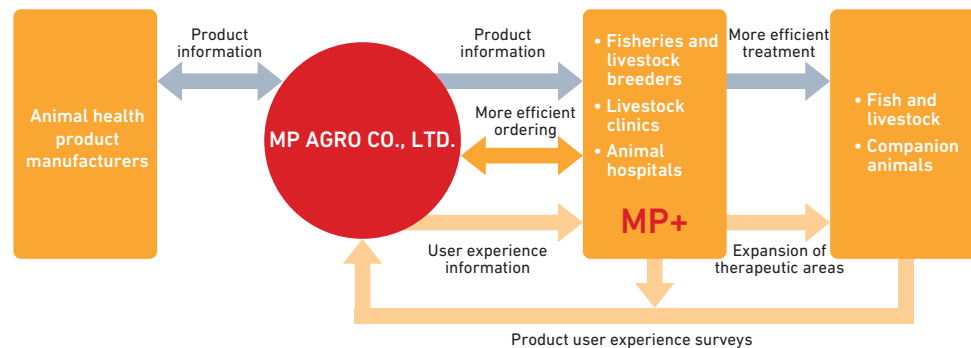 Product
information
Animal health
product
manufacturers
MP AGRO CO., LTD.
Product
information
More efficient
ordering
User experience
information
• Fisheries and
livestock
breeders
• Livestock
clinics
• Animal
hospitals
MP+
More efficient
treatment
Expansion of
therapeutic areas
• Fish and
livestock
• Companion
animals
Product user experience surveys